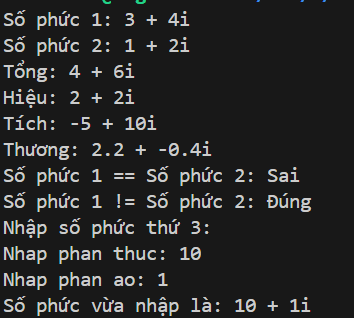 Số phức 1: 3 + 4i
Số phức 2: 1 + 2i
Tổng: 4 + 6i
Hiệu: 2 + 2i
Tích: -5 + 10i
Thương: 2.2 + -0.4i
Số phức 1 == Số phức 2: Sai
Số phức 1 != Số phức 2: Đúng
Nhập số phức thứ 3:
Nhap phan thuc: 10
Nhap phan ao: 1
Số phức vừa nhập là: 10 + 1i